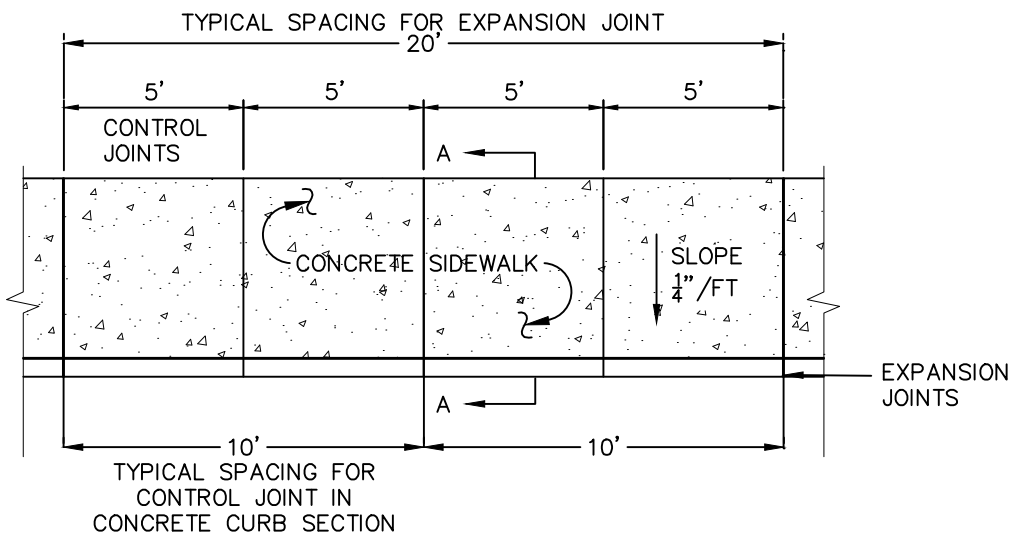 TYPICAL SPACING FOR EXPANSION JOINT
20'
5'
5'
5'
5'
CONTROL
JOINTS
A
CONCRETE SIDEWALK
SLOPE
1/4"/FT
EXPANSION
JOINTS
A
10'
10'
TYPICAL SPACING FOR
CONTROL JOINT IN
CONCRETE CURB SECTION